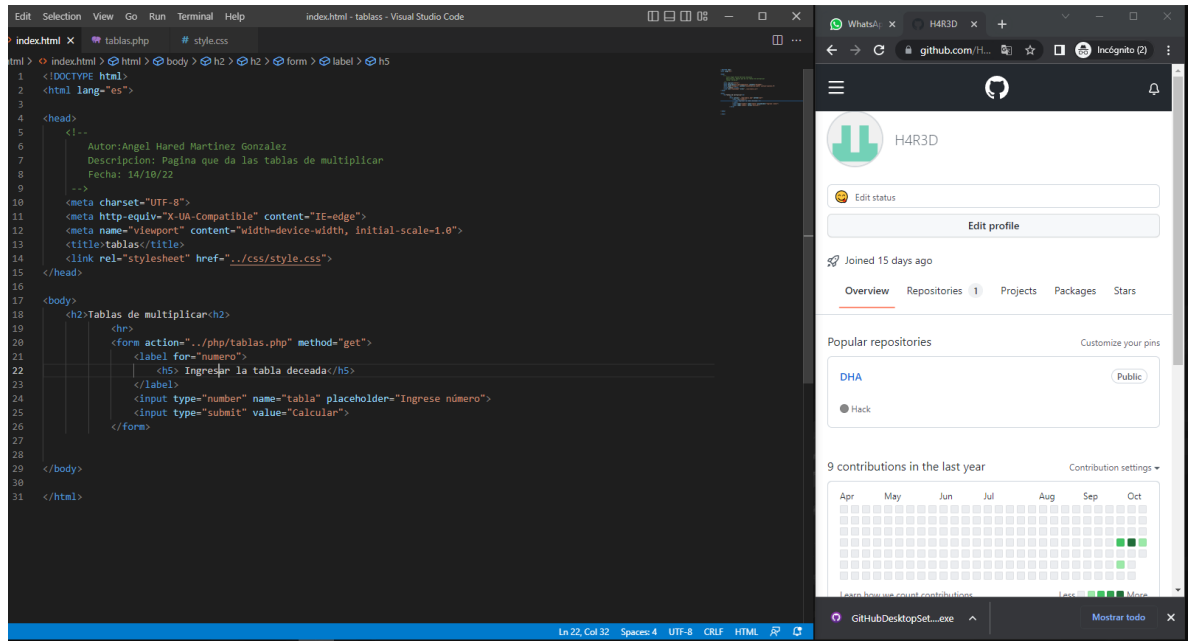 Edit Selection View Go Run Terminal Help index.html - tablass - Visual Studio Code
index.html tablas.php # style.css
html > index.html > html > body > h2 > h2 > form > label > h5
1 <!DOCTYPE html>
2 <html lang="es">
3
4 <head>
5 <!--
6 Autor:Angel Hared Martinez Gonzalez
7 Descripcion: Pagina que da las tablas de multiplicar
8 Fecha: 14/10/22
9 -->
10 <meta charset="UTF-8">
11 <meta http-equiv="X-UA-Compatible" content="IE=edge">
12 <meta name="viewport" content="width=device-width, initial-scale=1.0">
13 <title>tablas</title>
14 <link rel="stylesheet" href="../css/style.css">
15 </head>
16
17 <body>
18 <h2>Tablas de multiplicar<h2>
19 <hr>
20 <form action="../php/tablas.php" method="get">
21 <label for="numero">
22 <h5> Ingresar la tabla deceada</h5>
23 </label>
24 <input type="number" name="tabla" placeholder="Ingrese número">
25 <input type="submit" value="Calcular">
26 </form>
27
28
29 </body>
30
31 </html>
Ln 22, Col 32 Spaces: 4 UTF-8 CRLF HTML
WhatsA H4R3D
github.com/H... Incógnito (2)
H4R3D
Edit status
Edit profile
Joined 15 days ago
Overview Repositories 1 Projects Packages Stars
Popular repositories Customize your pins
DHA Public
Hack
9 contributions in the last year Contribution settings
Apr May Jun Jul Aug Sep Oct
Learn how we count contributions Less More
GitHubDesktopSet....exe Mostrar todo